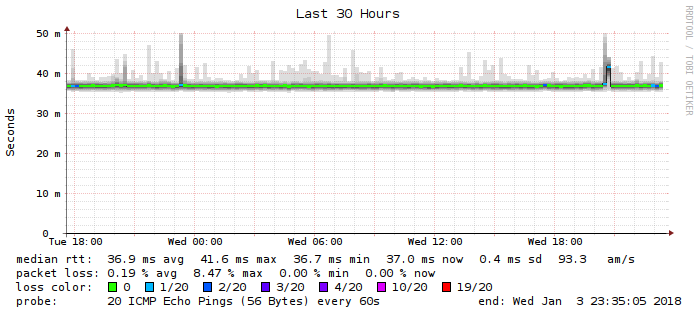 Last 30 Hours
RRDTOOL / TOBI OETIKER
Seconds
50 m
40 m
30 m
20 m
10 m
0
Tue 18:00 Wed 00:00 Wed 06:00 Wed 12:00 Wed 18:00
median rtt: 36.9 ms avg 41.6 ms max 36.7 ms min 37.0 ms now 0.4 ms sd 93.3 am/s
packet loss: 0.19 % avg 8.47 % max 0.00 % min 0.00 % now
loss color: 0 1/20 2/20 3/20 4/20 10/20 19/20
probe: 20 ICMP Echo Pings (56 Bytes) every 60s end: Wed Jan 3 23:35:05 2018